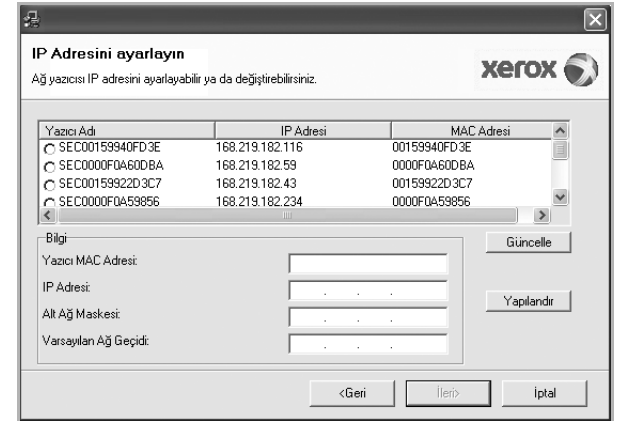 IP Adresini ayarlayın
Ağ yazıcısı IP adresini ayarlayabilir ya da değiştirebilirsiniz.
xerox
Yazıcı Adı IP Adresi MAC Adresi
SEC00159940FD3E 168.219.182.116 00159940FD3E
SEC0000F0A60DBA 168.219.182.59 0000F0A60DBA
SEC00159922D3C7 168.219.182.43 00159922D3C7
SEC0000F0A59856 168.219.182.234 0000F0A59856
Bilgi
Güncelle
Yazıcı MAC Adresi:
IP Adresi:
Yapılandır
Alt Ağ Maskesi:
Varsayılan Ağ Geçidi:
<Geri İleri> İptal